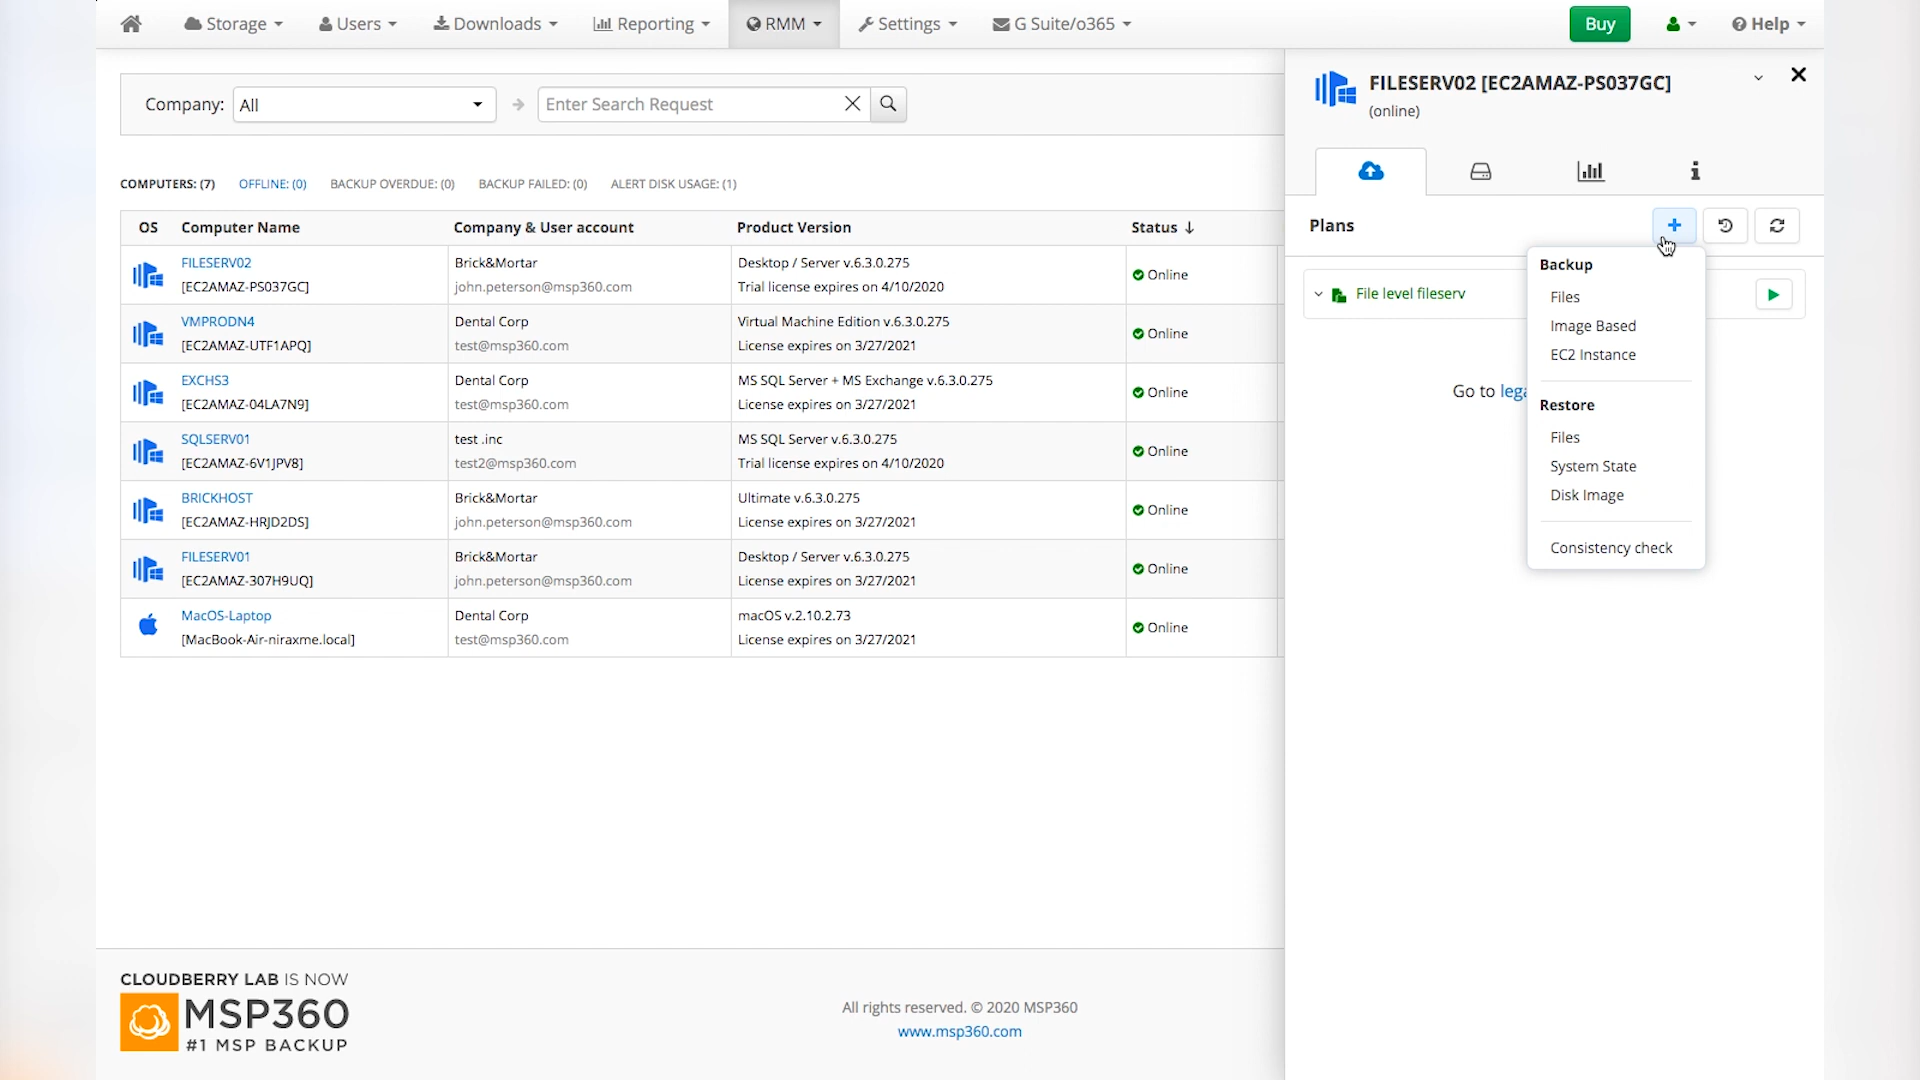 Storage
Users
Downloads
Reporting
RMM
Settings
G Suite/o365
Buy
Help
Company: All
Enter Search Request
COMPUTERS: (7) OFFLINE: (0) BACKUP OVERDUE: (0) BACKUP FAILED: (0) ALERT DISK USAGE: (1)
OS Computer Name Company & User account Product Version Status ↓
FILESERV02 Brick&Mortar Desktop / Server v.6.3.0.275
[EC2AMAZ-PS037GC] john.peterson@msp360.com Trial license expires on 4/10/2020 Online
VMPRODN4 Dental Corp Virtual Machine Edition v.6.3.0.275
[EC2AMAZ-UTF1APQ] test@msp360.com License expires on 3/27/2021 Online
EXCHS3 Dental Corp MS SQL Server + MS Exchange v.6.3.0.275
[EC2AMAZ-04LA7N9] test@msp360.com License expires on 3/27/2021 Online
SQLSERV01 test .inc MS SQL Server v.6.3.0.275
[EC2AMAZ-6V1JPV8] test2@msp360.com Trial license expires on 4/10/2020 Online
BRICKHOST Brick&Mortar Ultimate v.6.3.0.275
[EC2AMAZ-HRJD2DS] john.peterson@msp360.com License expires on 3/27/2021 Online
FILESERV01 Brick&Mortar Desktop / Server v.6.3.0.275
[EC2AMAZ-307H9UQ] john.peterson@msp360.com License expires on 3/27/2021 Online
MacOS-Laptop Dental Corp macOS v.2.10.2.73
[MacBook-Air-niraxme.local] test@msp360.com License expires on 3/27/2021 Online
FILESERV02 [EC2AMAZ-PS037GC]
(online)
Plans
File level fileserv
Go to
Backup
Files
Image Based
EC2 Instance
Restore
Files
System State
Disk Image
Consistency check
CLOUDBERRY LAB IS NOW
MSP360
#1 MSP BACKUP
All rights reserved. © 2020 MSP360
www.msp360.com